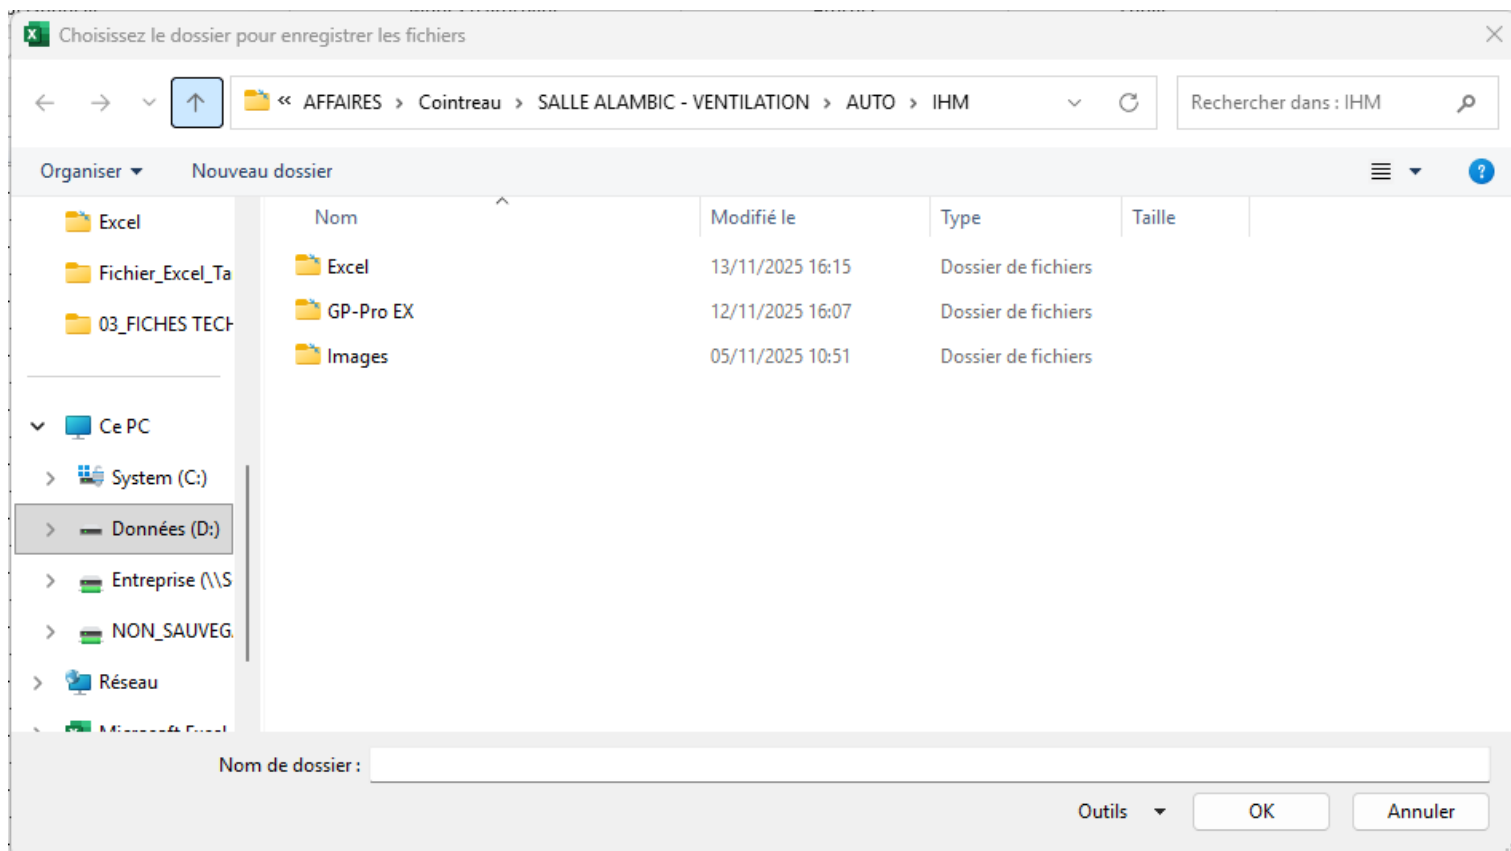 Choisissez le dossier pour enregistrer les fichiers
« AFFAIRES > Cointreau > SALLE ALAMBIC - VENTILATION > AUTO > IHM
Rechercher dans : IHM
Organiser
Nouveau dossier
Nom
Modifié le
Type
Taille
Excel
Fichier_Excel_Ta
03_FICHES TECH
Excel 13/11/2025 16:15 Dossier de fichiers
GP-Pro EX 12/11/2025 16:07 Dossier de fichiers
Images 05/11/2025 10:51 Dossier de fichiers
Ce PC
System (C:)
Données (D:)
Entreprise (\\S
NON_SAUVEG.
Réseau
Microsoft Excel
Nom de dossier :
Outils
OK
Annuler